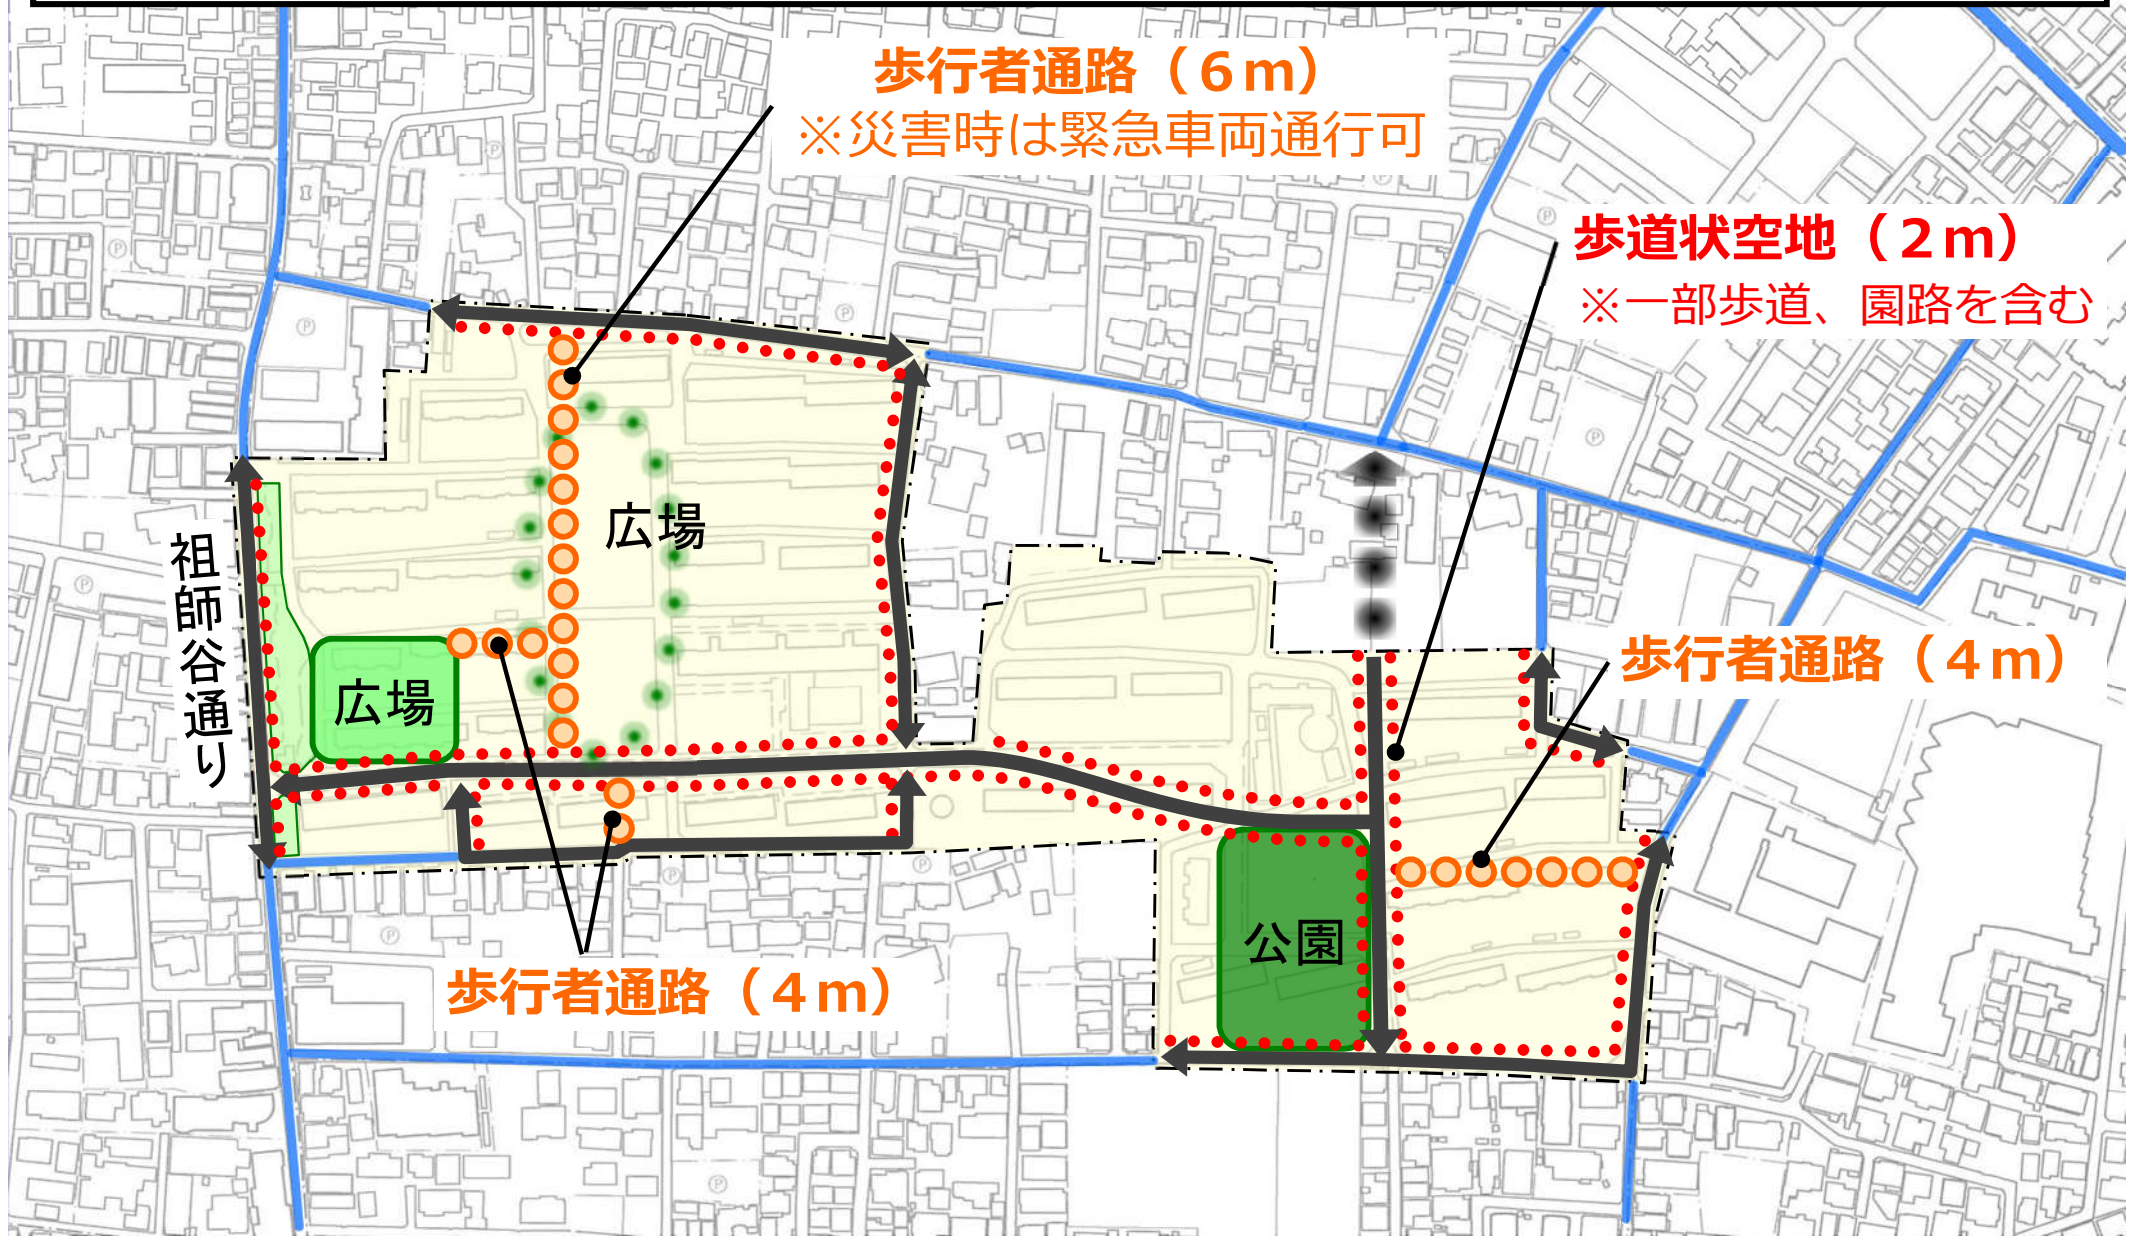 歩行者通路（６ｍ）
※災害時は緊急車両通行可
歩道状空地（２ｍ）
※一部歩道、園路を含む
広場
祖師谷通り
歩行者通路（４ｍ）
広場
公園
歩行者通路（４ｍ）